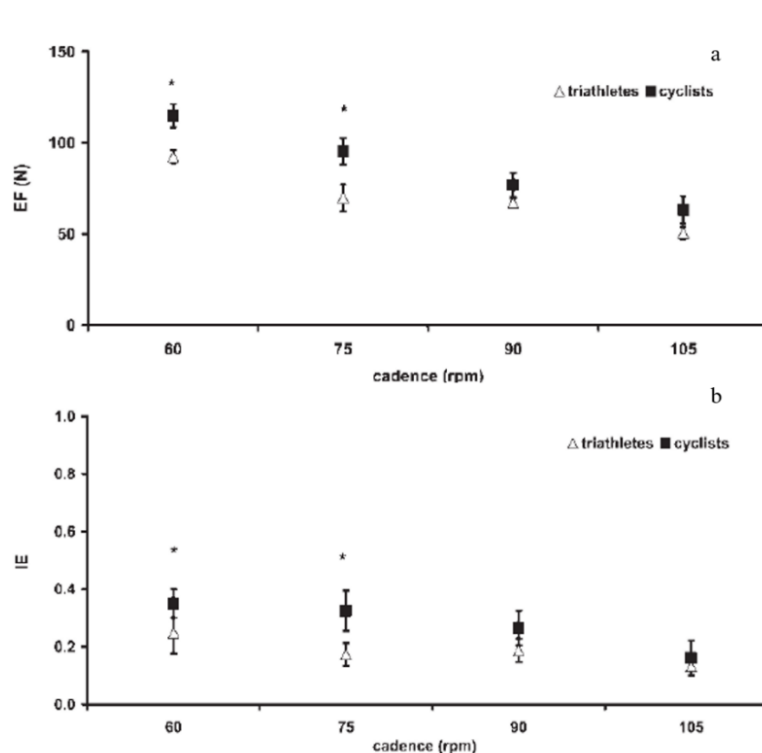 a
150
*
*
△ triathletes ■ cyclists
100
EF (N)
50
0
60 75 90 105
cadence (rpm)
b
1.0
△ triathletes ■ cyclists
0.8
0.6
*
*
IE
0.4
0.2
0.0
60 75 90 105
cadence (rpm)